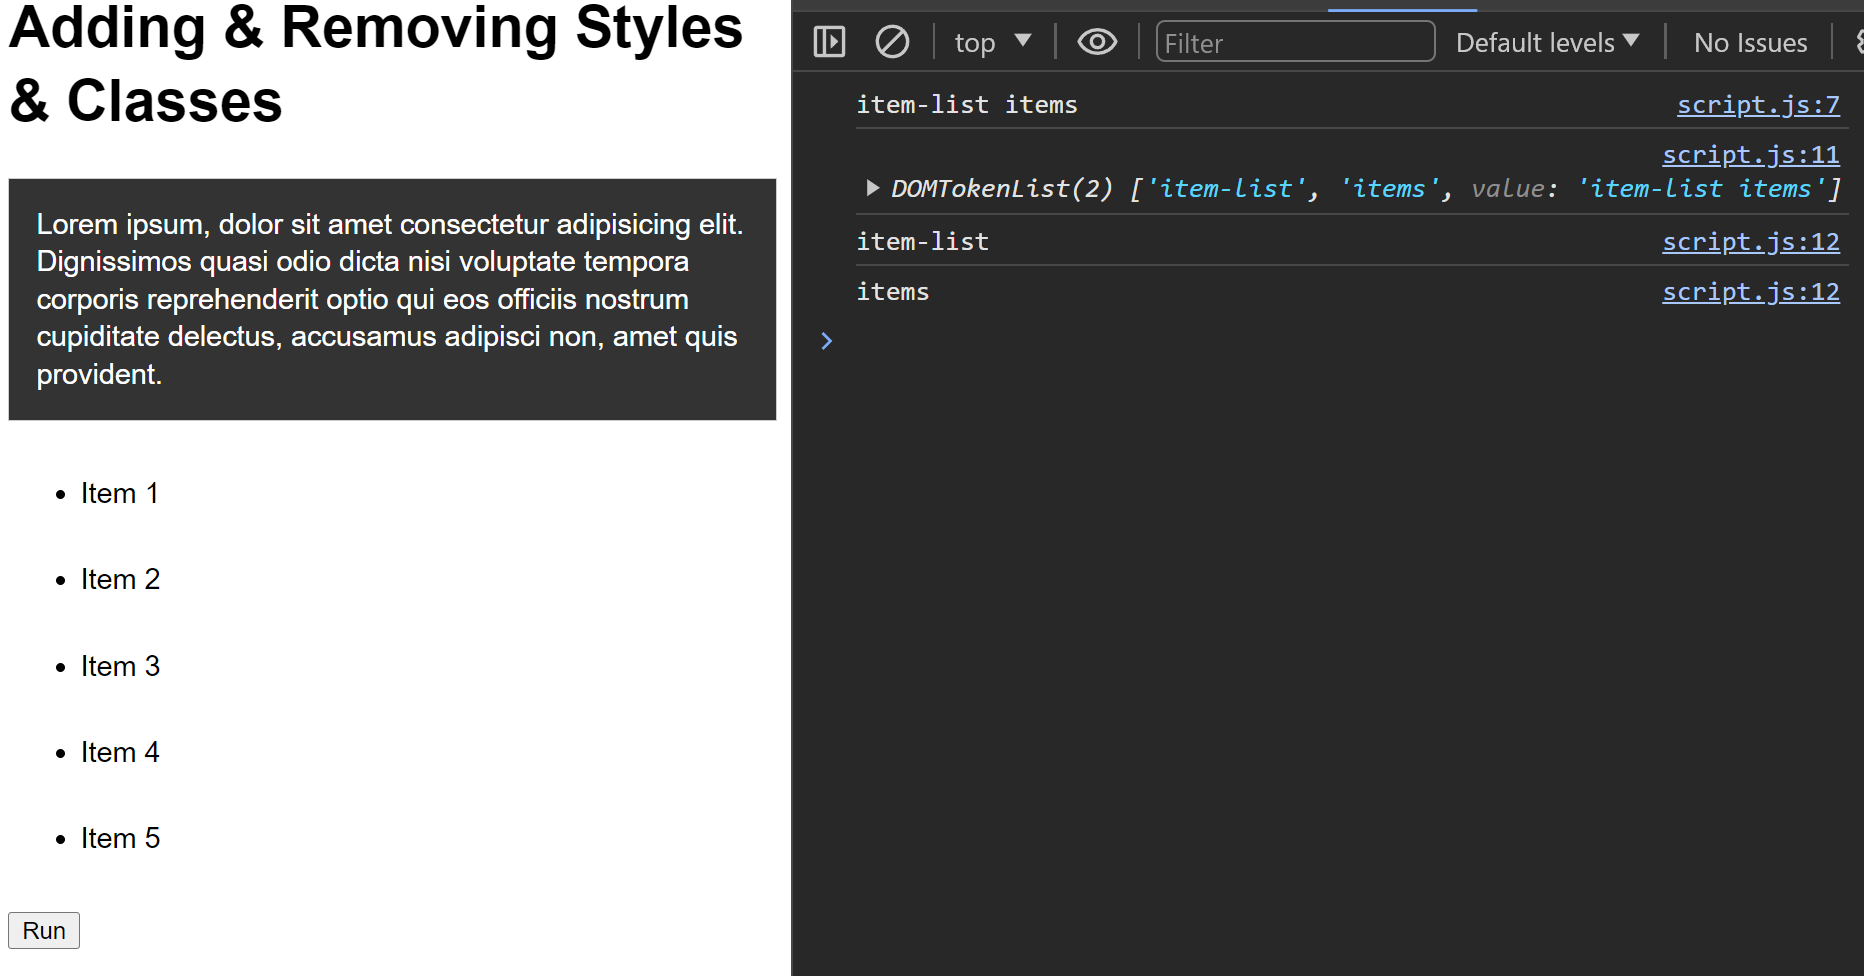 Adding & Removing Styles
& Classes
Lorem ipsum, dolor sit amet consectetur adipisicing elit.
Dignissimos quasi odio dicta nisi voluptate tempora
corporis reprehenderit optio qui eos officiis nostrum
cupiditate delectus, accusamus adipisci non, amet quis
provident.
Item 1
Item 2
Item 3
Item 4
Item 5
Run
top Filter Default levels No Issues
item-list items script.js:7
script.js:11
DOMTokenList(2) ['item-list', 'items', value: 'item-list items']
item-list script.js:12
items script.js:12